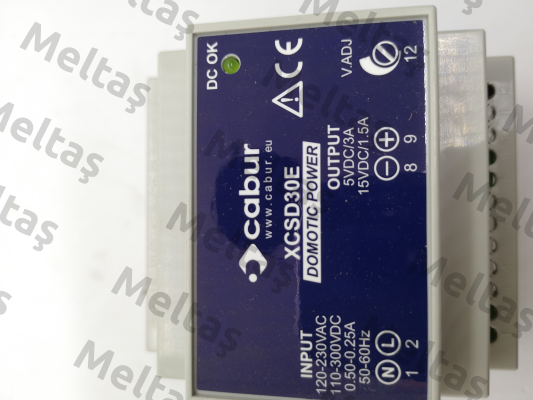 DC OK
cabur
www.cabur.eu
XCSD30E
DOMOTIC POWER
CE
V.ADJ
12
INPUT
120-230VAC
110-300VDC
0.50-0.25A
50-60Hz
N L
1 2
OUTPUT
5VDC/3A
15VDC/1.5A
- +
8 9
Meltaş
Meltaş
Meltaş
Meltaş
Meltaş
Meltaş
Meltaş
Meltaş
Meltaş